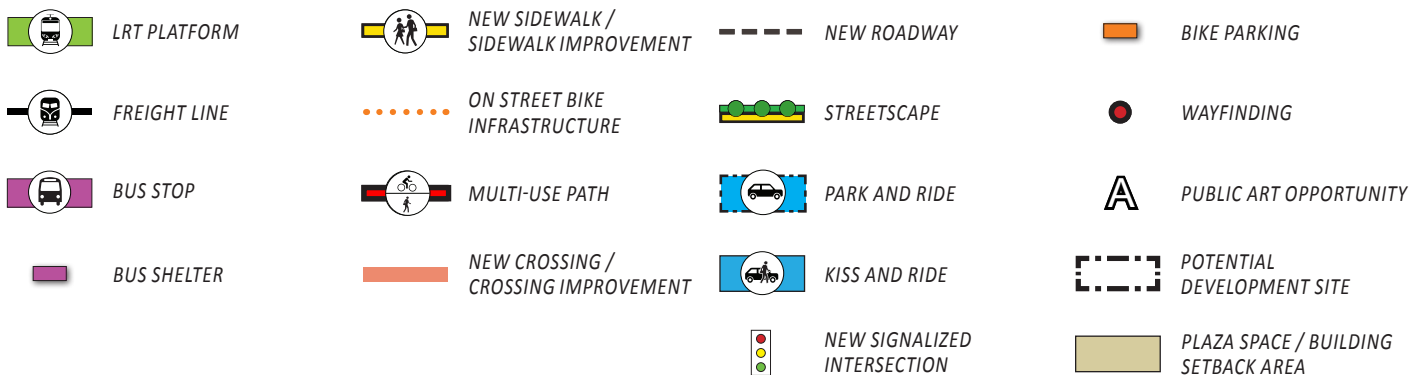 LRT PLATFORM
FREIGHT LINE
BUS STOP
BUS SHELTER
NEW SIDEWALK /
SIDEWALK IMPROVEMENT
ON STREET BIKE
INFRASTRUCTURE
MULTI-USE PATH
NEW CROSSING /
CROSSING IMPROVEMENT
NEW ROADWAY
STREETSCAPE
PARK AND RIDE
KISS AND RIDE
NEW SIGNALIZED
INTERSECTION
BIKE PARKING
WAYFINDING
A
PUBLIC ART OPPORTUNITY
POTENTIAL
DEVELOPMENT SITE
PLAZA SPACE / BUILDING
SETBACK AREA